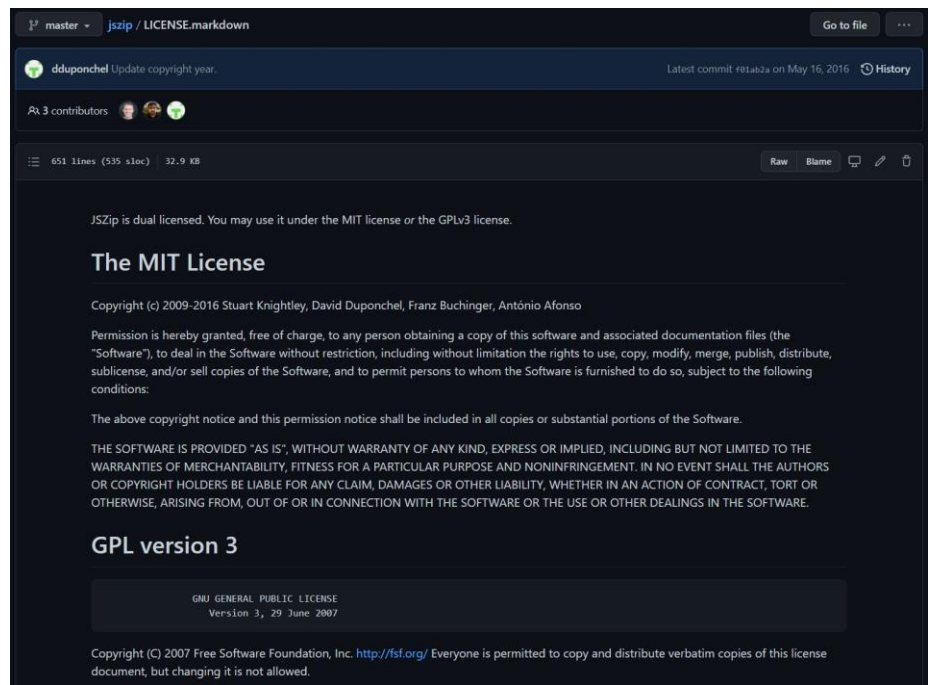 master
jszip / LICENSE.markdown
Go to file
...
dduponchel Update copyright year.
Latest commit f01ab2a on May 16, 2016
History
3 contributors
651 lines (535 sloc) 32.9 KB
Raw
Blame
JSZip is dual licensed. You may use it under the MIT license or the GPLv3 license.
The MIT License
Copyright (c) 2009-2016 Stuart Knightley, David Duponchel, Franz Buchinger, António Afonso
Permission is hereby granted, free of charge, to any person obtaining a copy of this software and associated documentation files (the
"Software"), to deal in the Software without restriction, including without limitation the rights to use, copy, modify, merge, publish, distribute,
sublicense, and/or sell copies of the Software, and to permit persons to whom the Software is furnished to do so, subject to the following
conditions:
The above copyright notice and this permission notice shall be included in all copies or substantial portions of the Software.
THE SOFTWARE IS PROVIDED "AS IS", WITHOUT WARRANTY OF ANY KIND, EXPRESS OR IMPLIED, INCLUDING BUT NOT LIMITED TO THE
WARRANTIES OF MERCHANTABILITY, FITNESS FOR A PARTICULAR PURPOSE AND NONINFRINGEMENT. IN NO EVENT SHALL THE AUTHORS
OR COPYRIGHT HOLDERS BE LIABLE FOR ANY CLAIM, DAMAGES OR OTHER LIABILITY, WHETHER IN AN ACTION OF CONTRACT, TORT OR
OTHERWISE, ARISING FROM, OUT OF OR IN CONNECTION WITH THE SOFTWARE OR THE USE OR OTHER DEALINGS IN THE SOFTWARE.
GPL version 3
GNU GENERAL PUBLIC LICENSE
Version 3, 29 June 2007
Copyright (C) 2007 Free Software Foundation, Inc. http://fsf.org/ Everyone is permitted to copy and distribute verbatim copies of this license
document, but changing it is not allowed.